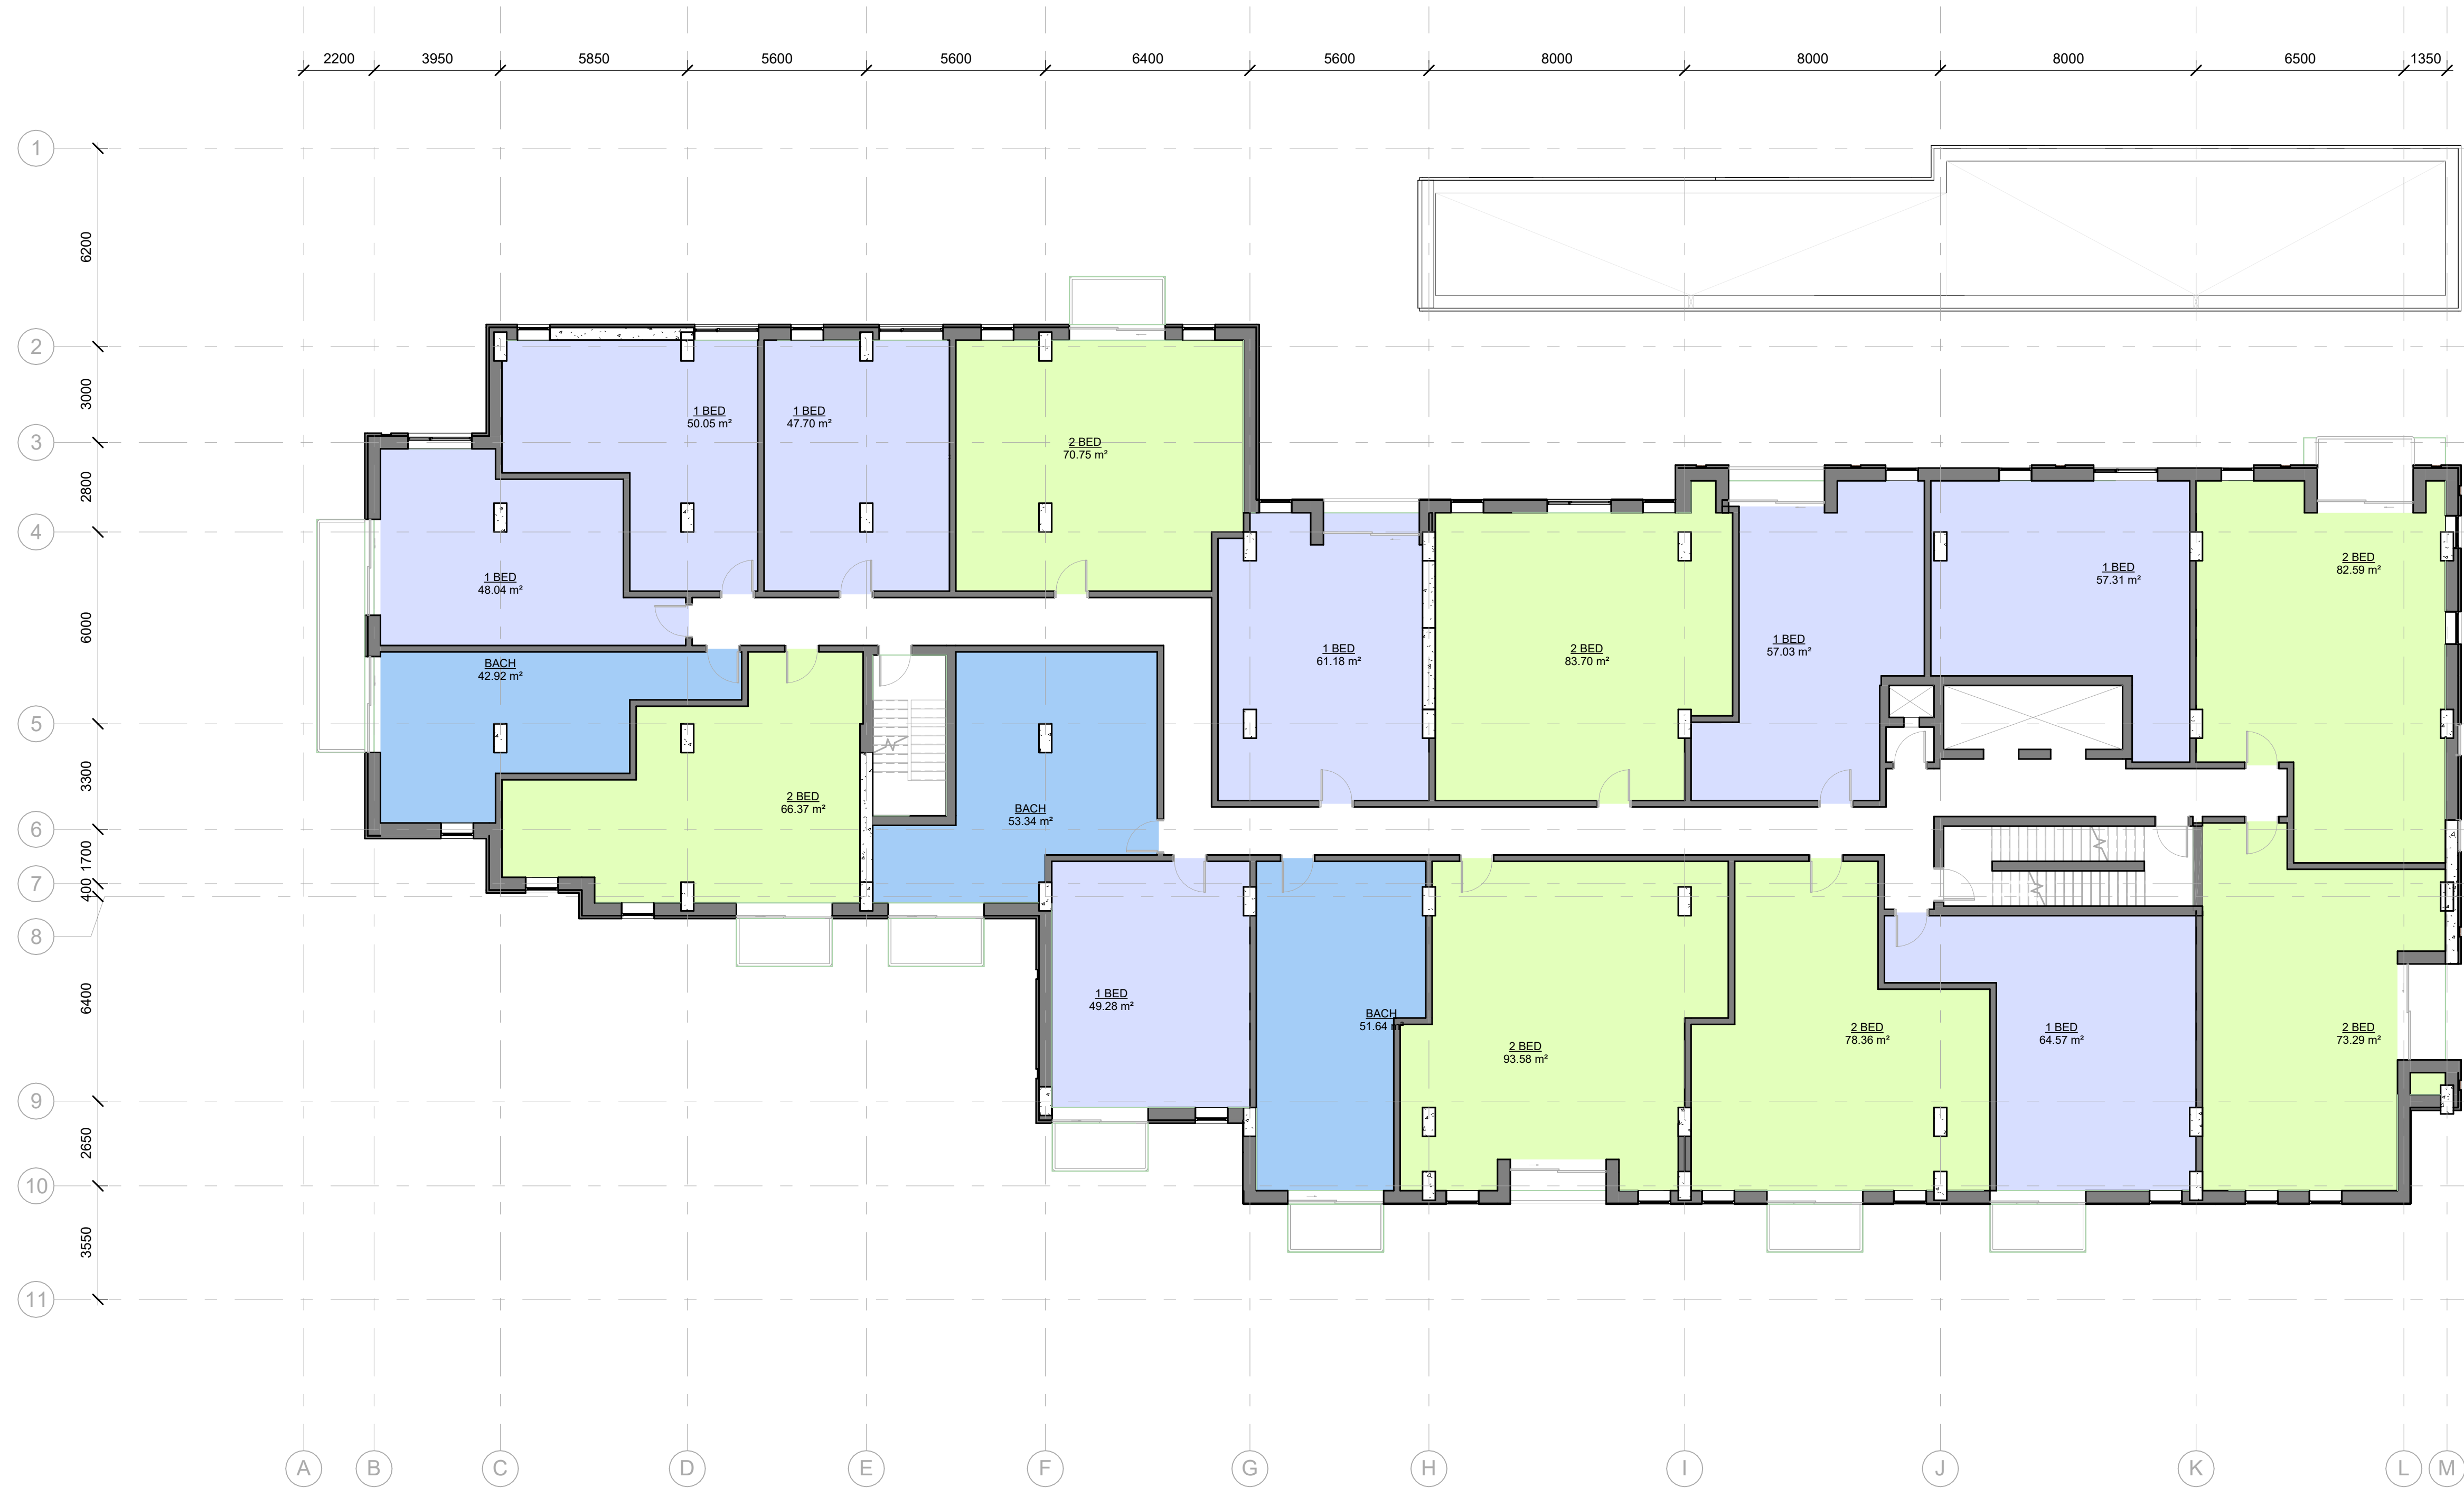 2200 3950 5850 5600 5600 6400 5600 8000 8000 8000 6500 1350
1
6200
2
3000
3
2800
4
6000
5
3300
6
1700
7
400
8
6400
9
2650
10
3550
11
1 BED
50.05 m²
1 BED
47.70 m²
2 BED
70.75 m²
1 BED
48.04 m²
BACH
42.92 m²
2 BED
66.37 m²
BACH
53.34 m²
1 BED
61.18 m²
2 BED
83.70 m²
1 BED
57.03 m²
1 BED
57.31 m²
2 BED
82.59 m²
1 BED
49.28 m²
BACH
51.64 m²
2 BED
93.58 m²
2 BED
78.36 m²
1 BED
64.57 m²
2 BED
73.29 m²
A B C D E F G H I J K L M